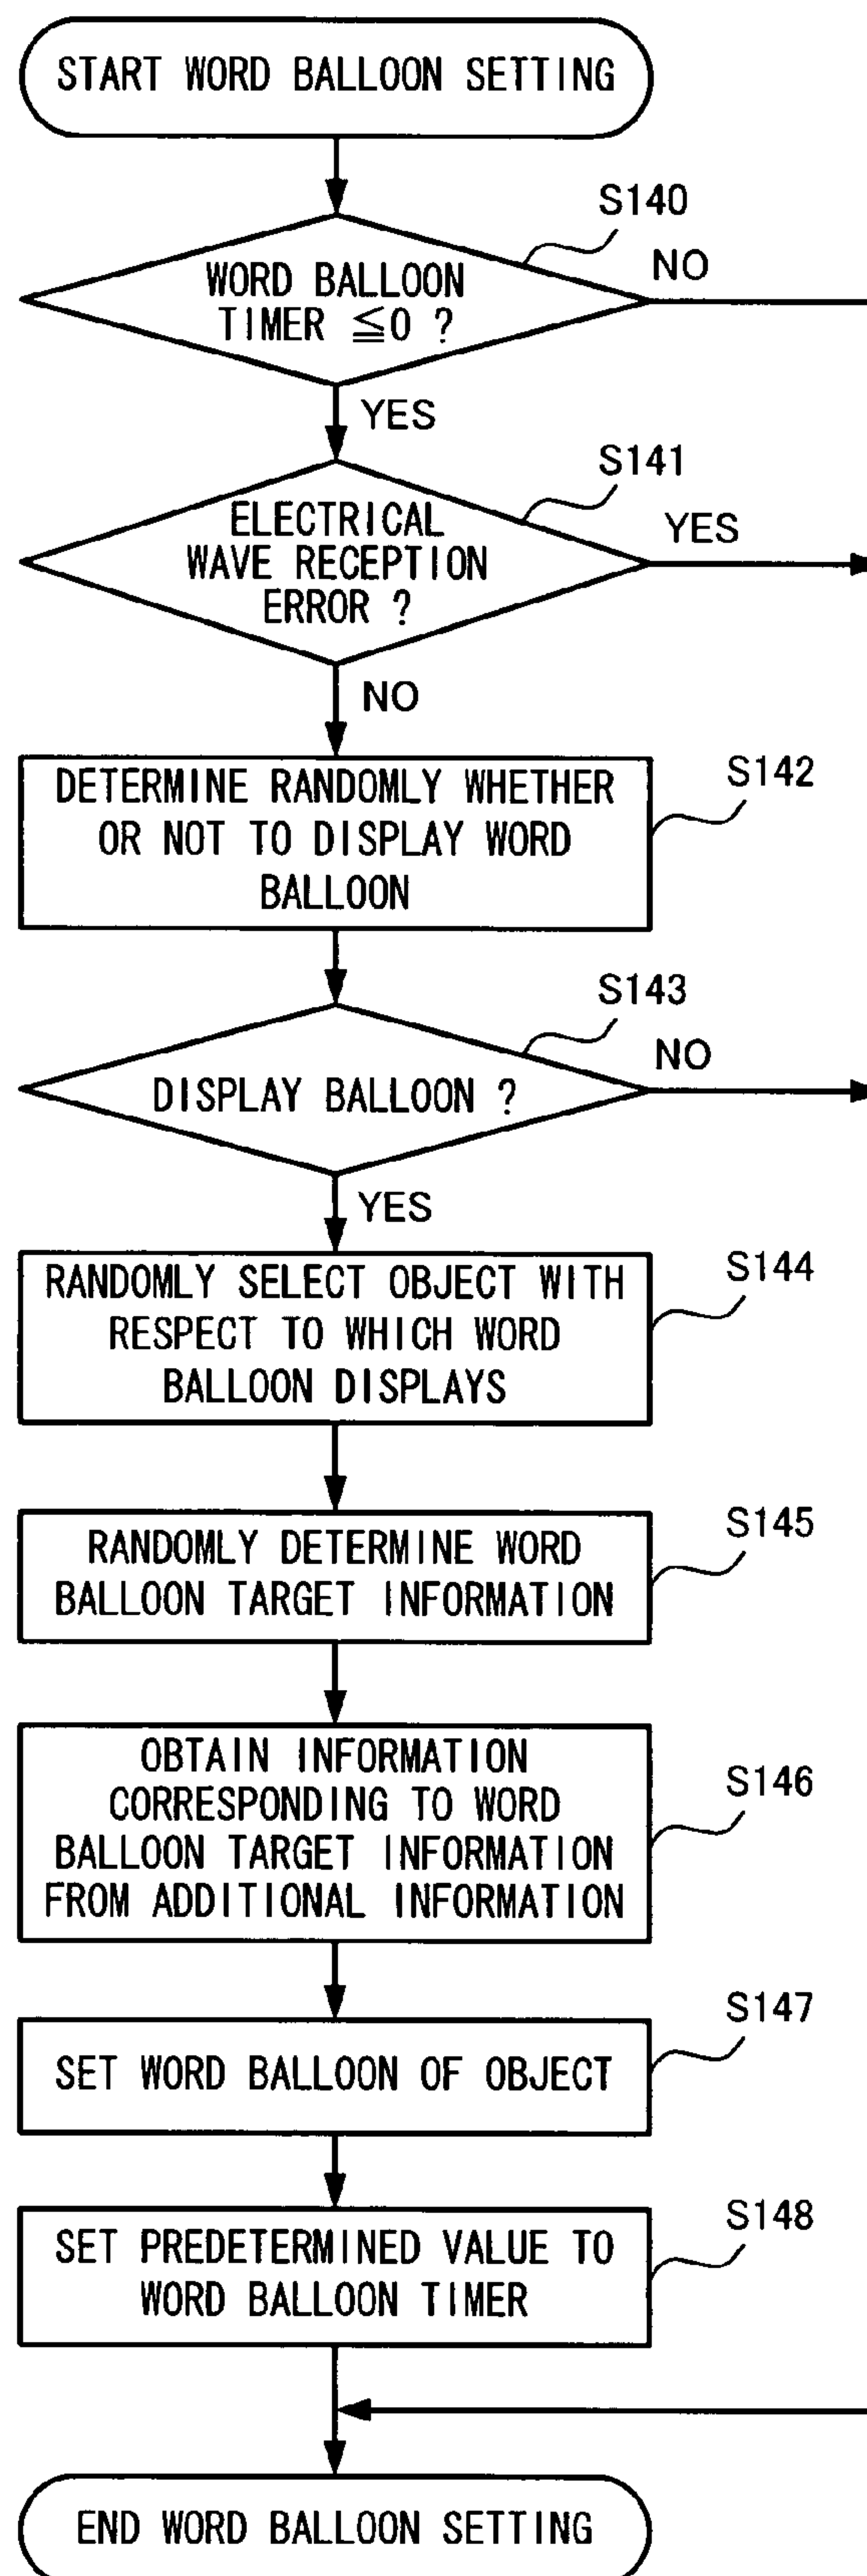 START WORD BALLOON SETTING
S140
NO
WORD BALLOON
TIMER ≦0 ?
YES
S141
YES
ELECTRICAL
WAVE RECEPTION
ERROR ?
NO
S142
DETERMINE RANDOMLY WHETHER
OR NOT TO DISPLAY WORD
BALLOON
S143
NO
DISPLAY BALLOON ?
YES
S144
RANDOMLY SELECT OBJECT WITH
RESPECT TO WHICH WORD
BALLOON DISPLAYS
S145
RANDOMLY DETERMINE WORD
BALLOON TARGET INFORMATION
S146
OBTAIN INFORMATION
CORRESPONDING TO WORD
BALLOON TARGET INFORMATION
FROM ADDITIONAL INFORMATION
S147
SET WORD BALLOON OF OBJECT
S148
SET PREDETERMINED VALUE TO
WORD BALLOON TIMER
END WORD BALLOON SETTING